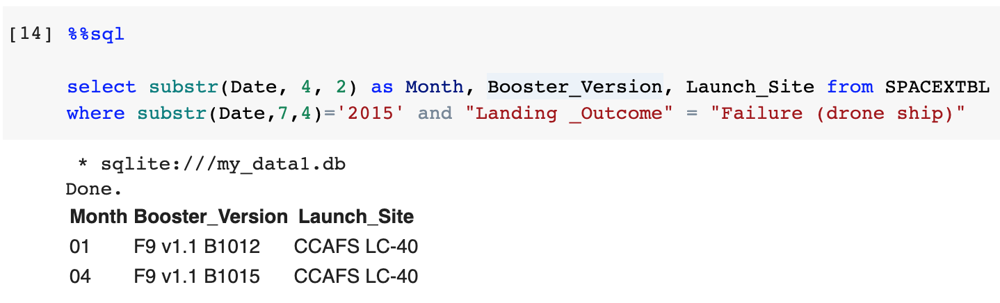 [14] %%sql
select substr(Date, 4, 2) as Month, Booster_Version, Launch_Site from SPACEXTBL
where substr(Date,7,4)='2015' and "Landing _Outcome" = "Failure (drone ship)"
* sqlite:///my_data1.db
Done.
Month Booster_Version Launch_Site
01 F9 v1.1 B1012 CCAFS LC-40
04 F9 v1.1 B1015 CCAFS LC-40